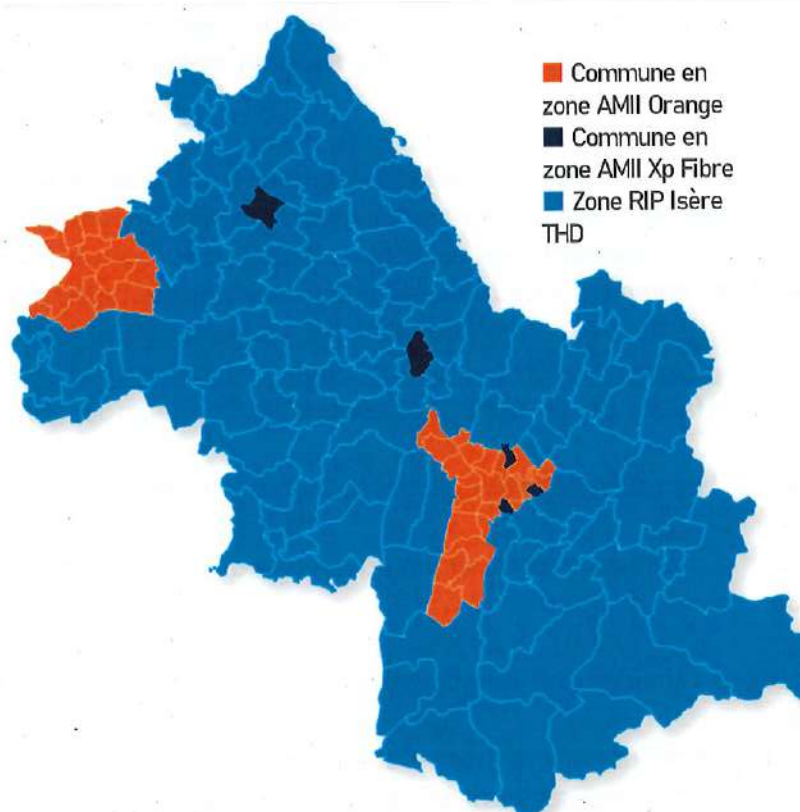 Commune en
zone AMII Orange
Commune en
zone AMII Xp Fibre
Zone RIP Isère
THD